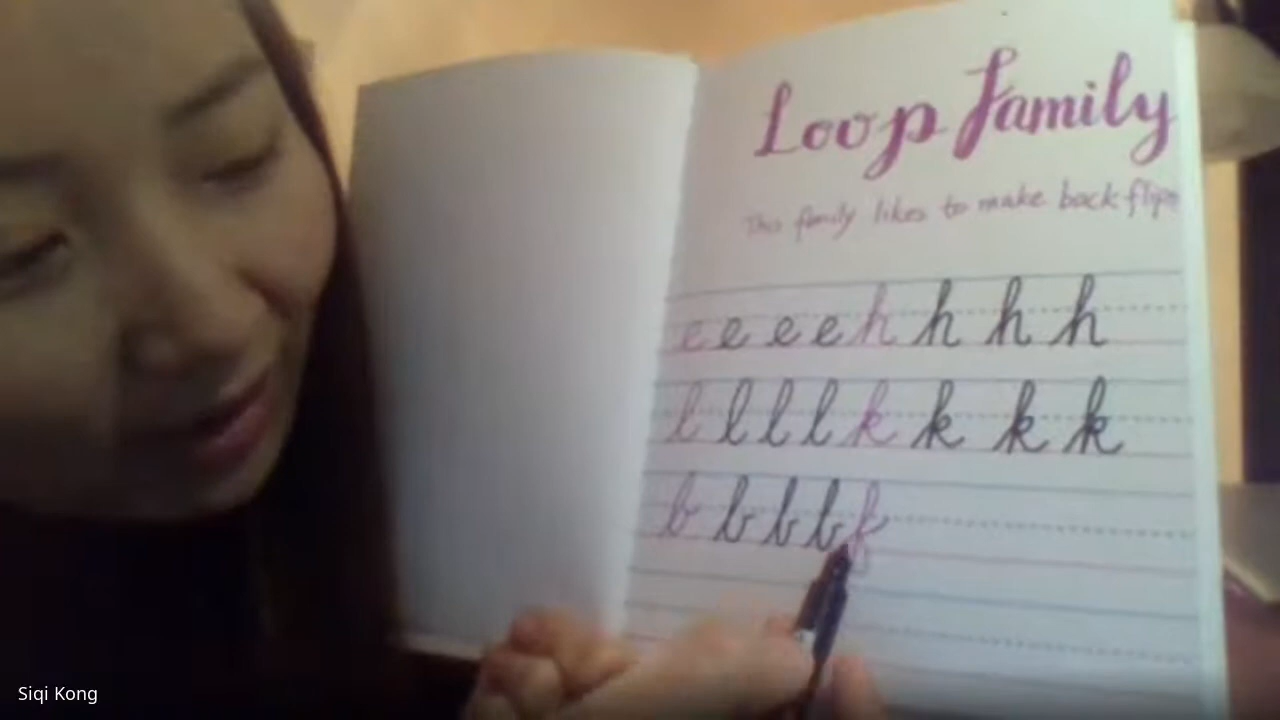 Loop family
This family likes to make back flips
e e e e h h h h
l l l l k k k k
b b b b f
Siqi Kong